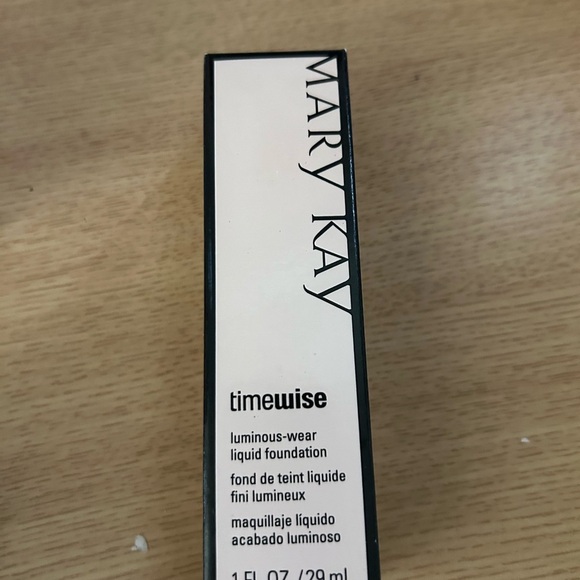 MARY KAY
timewise
luminous-wear
liquid foundation
fond de teint liquide
fini lumineux
maquillaje líquido
acabado luminoso
1 FL. OZ. / 29 ml